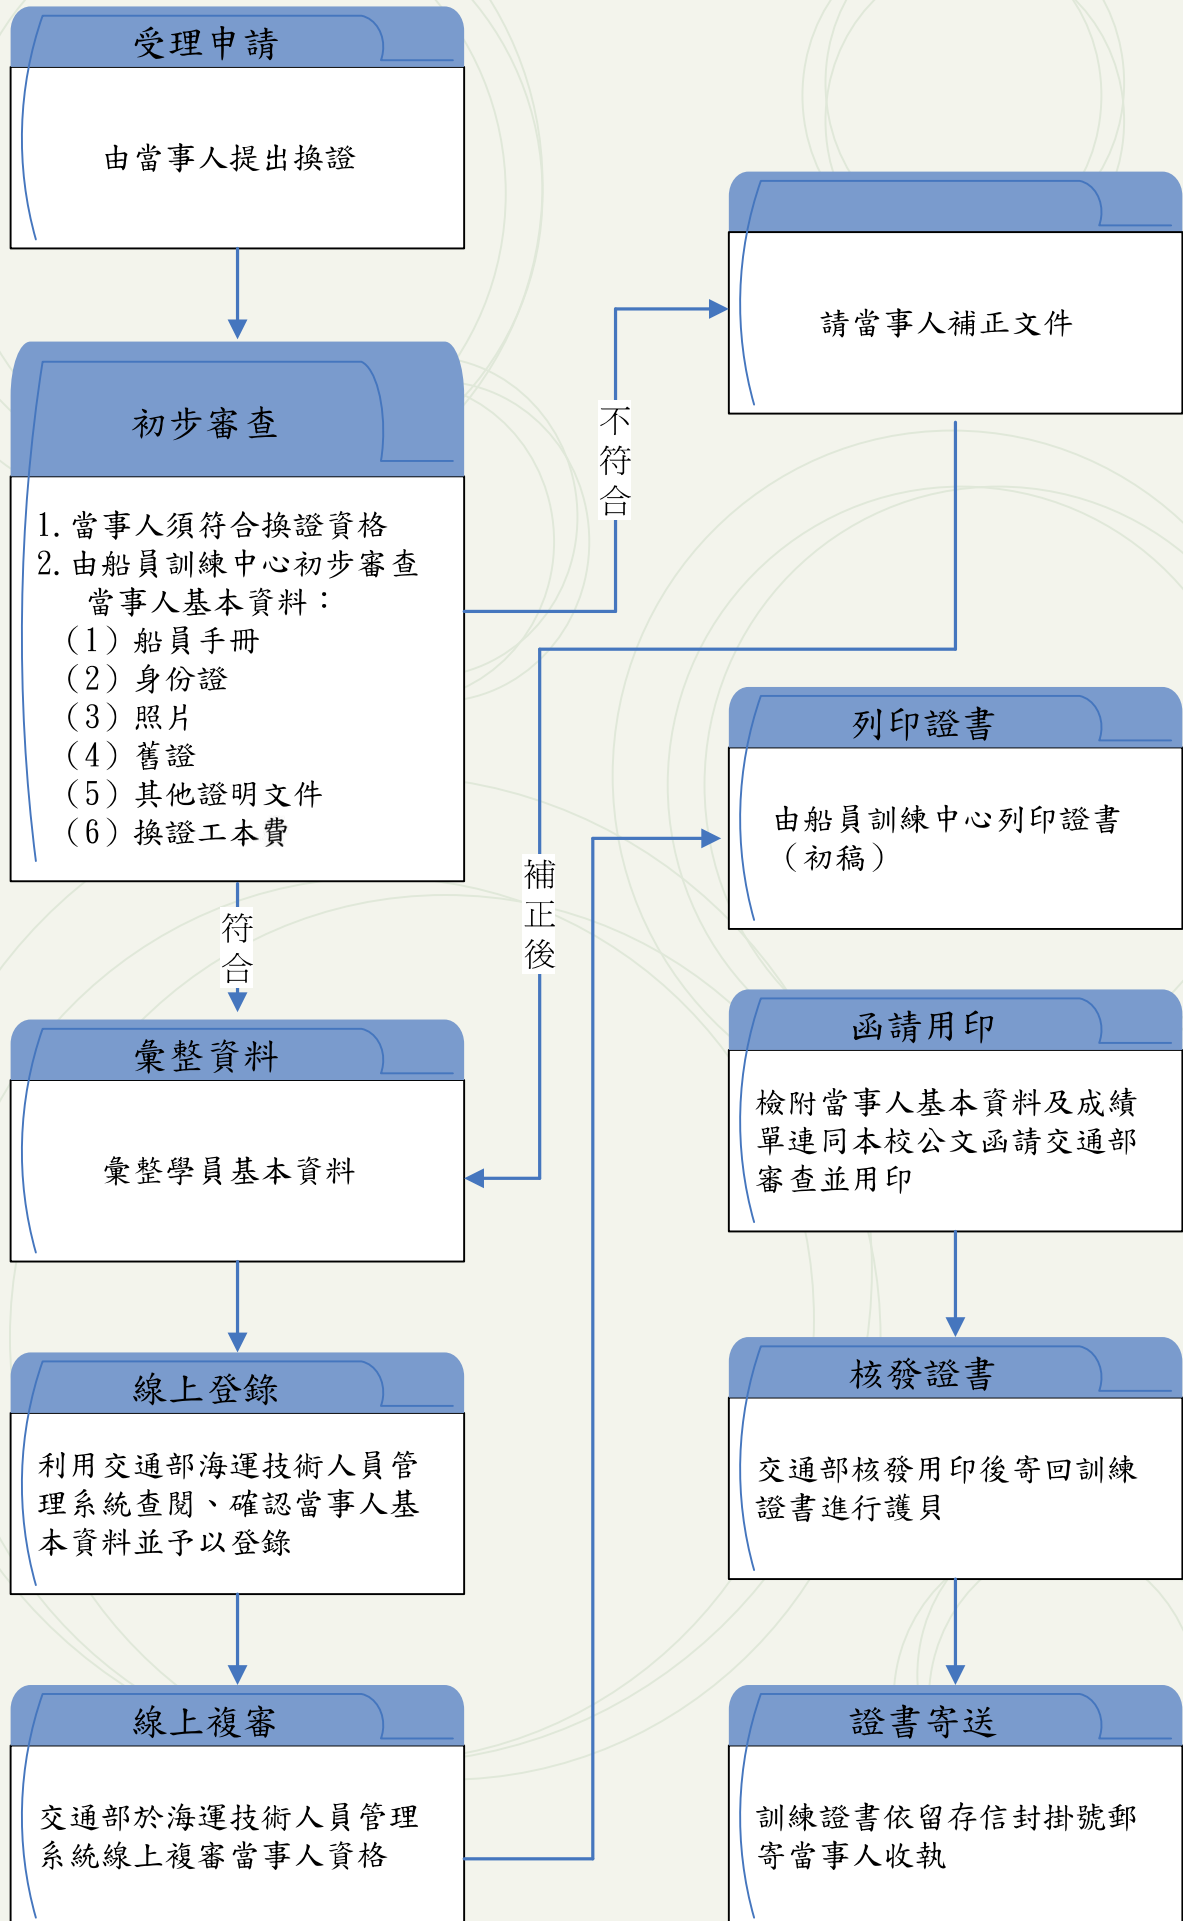 受理申請
由當事人提出換證
初步審查
1. 當事人須符合換證資格
2. 由船員訓練中心初步審查
當事人基本資料：
（1）船員手冊
（2）身份證
（3）照片
（4）舊證
（5）其他證明文件
（6）換證工本費
不符合
請當事人補正文件
符合
補正後
彙整資料
彙整學員基本資料
線上登錄
利用交通部海運技術人員管
理系統查閱、確認當事人基
本資料並予以登錄
線上複審
交通部於海運技術人員管理
系統線上複審當事人資格
列印證書
由船員訓練中心列印證書
（初稿）
函請用印
檢附當事人基本資料及成績
單連同本校公文函請交通部
審查並用印
核發證書
交通部核發用印後寄回訓練
證書進行護貝
證書寄送
訓練證書依留存信封掛號郵
寄當事人收執